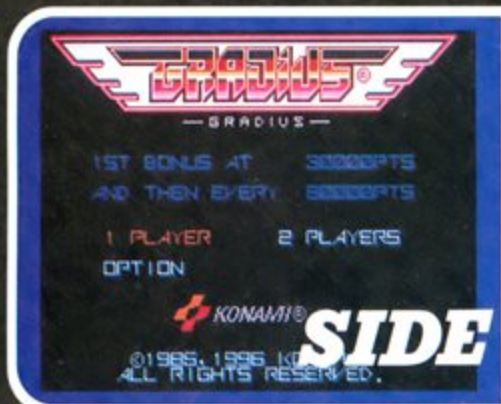 GRADIUS®
— GRADIUS —
1ST BONUS AT 30000PTS
AND THEN EVERY 80000PTS
1 PLAYER 2 PLAYERS
OPTION
KONAMI®
SIDE
©1985, 1996
ALL RIGHTS RESERVED.